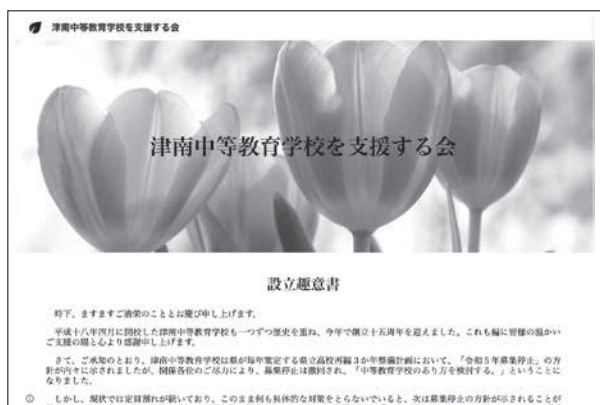 津南中等教育学校を支援する会
津南中等教育学校を支援する会
設立趣意書
時下、ますますご清栄のこととお慶び申し上げます。
平成十八年四月に開校した津南中等教育学校も一つずつ歴史を重ね、今年で創立十五周年を迎えました。これも偏に皆様の温かい
ご支援の賜と心より感謝申し上げます。
さて、ご承知のとおり、津南中等教育学校は県が毎年策定する県立高校再編3か年整備計画において、「令和5年募集停止」の方
針が内々に示されましたが、関係各位のご尽力により、募集停止は撤回され、「中等教育学校のあり方を検討する。」ということに
なりました。
しかし、現状では定員割れが続いており、このまま何も具体的な対策をとらないでいると、次は募集停止の方針が示されることが